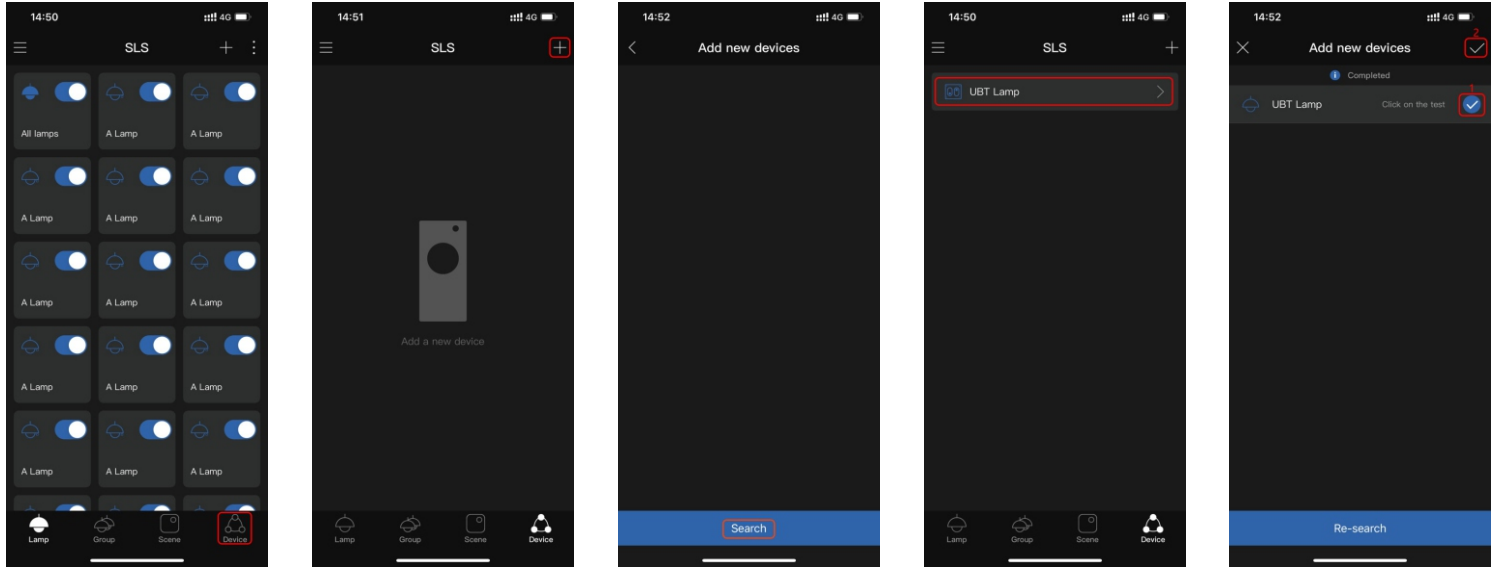 14:50 4G
SLS
All lamps A Lamp A Lamp
A Lamp A Lamp A Lamp
A Lamp A Lamp A Lamp
A Lamp A Lamp A Lamp
A Lamp A Lamp A Lamp
Lamp Group Scene Device
14:51 4G
SLS
Add a new device
Lamp Group Scene Device
14:52 4G
Add new devices
Search
14:50 4G
SLS
UBT Lamp
Lamp Group Scene Device
14:52 4G
Add new devices 2
Completed
1
UBT Lamp Click on the test
Re-search